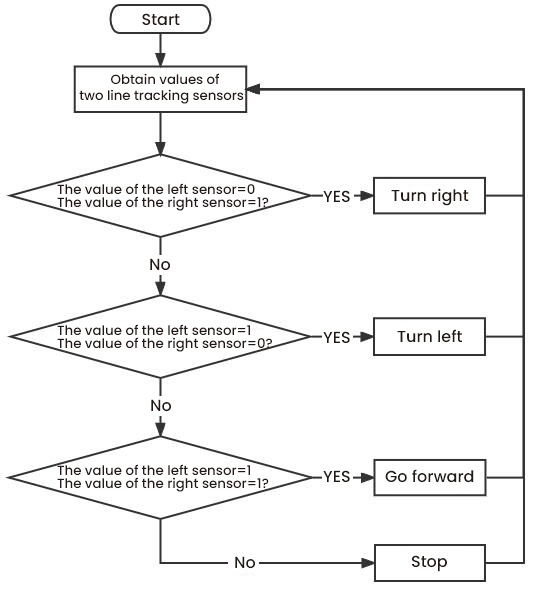 Start
Obtain values of
two line tracking sensors
The value of the left sensor=0
The value of the right sensor=1?
YES
Turn right
No
The value of the left sensor=1
The value of the right sensor=0?
YES
Turn left
No
The value of the left sensor=1
The value of the right sensor=1?
YES
Go forward
No
Stop